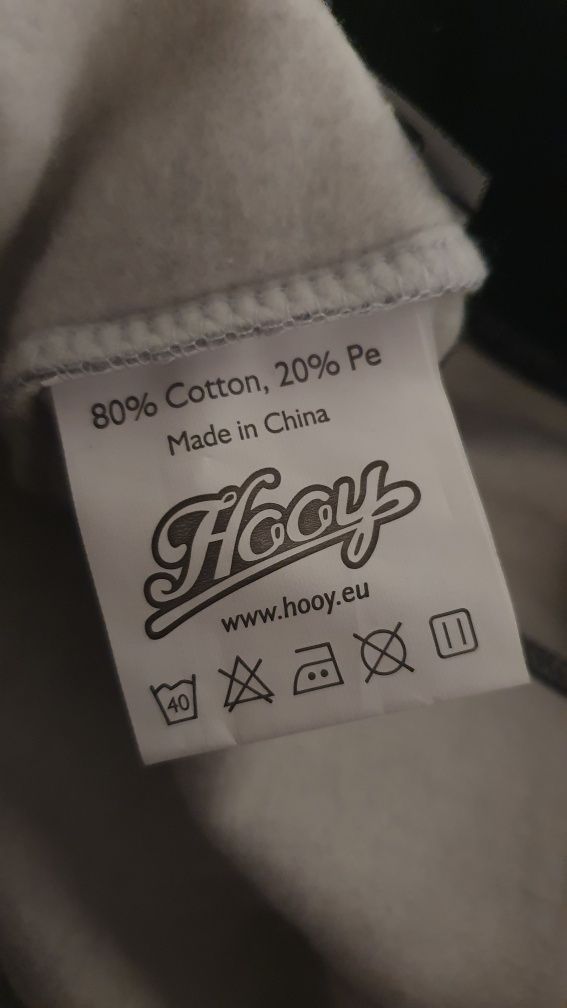 80% Cotton, 20% Pe
Made in China
Hooy
www.hooy.eu
40